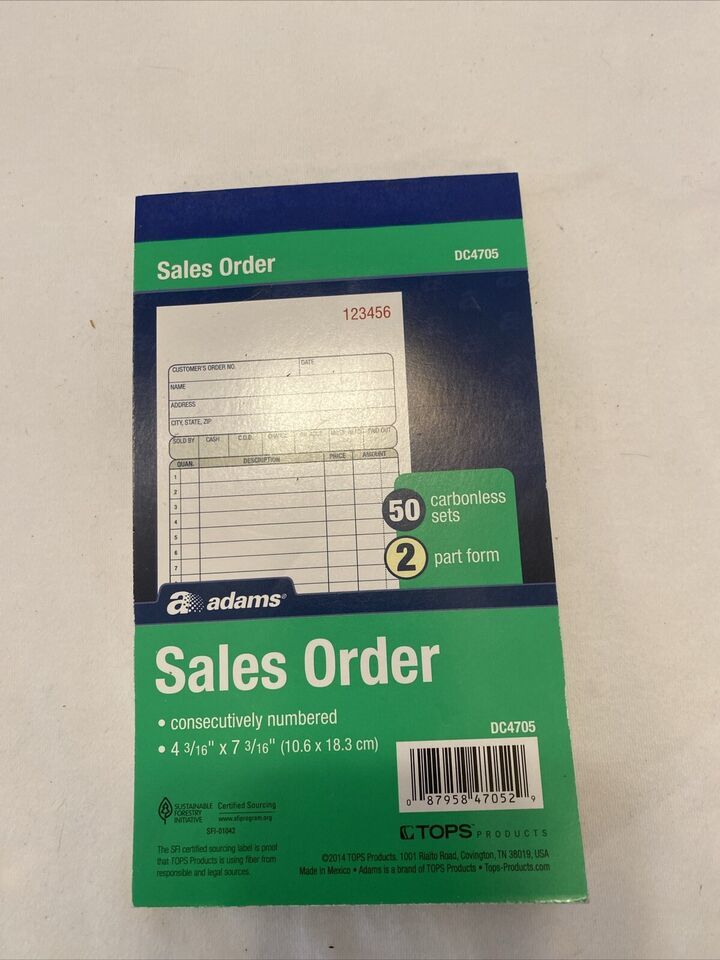 Sales Order
DC4705
123456
CUSTOMER'S ORDER NO.
DATE
NAME
ADDRESS
CITY, STATE, ZIP
SOLD BY CASH C.O.D. CHARGE PAID OUT
QUAN. DESCRIPTION PRICE AMOUNT
1
2
3
4
5
6
7
50 carbonless
sets
2 part form
a adams®
Sales Order
• consecutively numbered
• 4 3/16" x 7 3/16" (10.6 x 18.3 cm)
DC4705
0 87958 47052 9
SUSTAINABLE
FORESTRY
INITIATIVE
Certified Sourcing
www.sfiprogram.org
SFI-01042
The SFI certified sourcing label is proof
that TOPS Products is using fiber from
responsible and legal sources.
TOPS PRODUCTS
©2014 TOPS Products. 1001 Rialto Road, Covington, TN 38019, USA
Made in Mexico • Adams is a brand of TOPS Products • Tops-Products.com